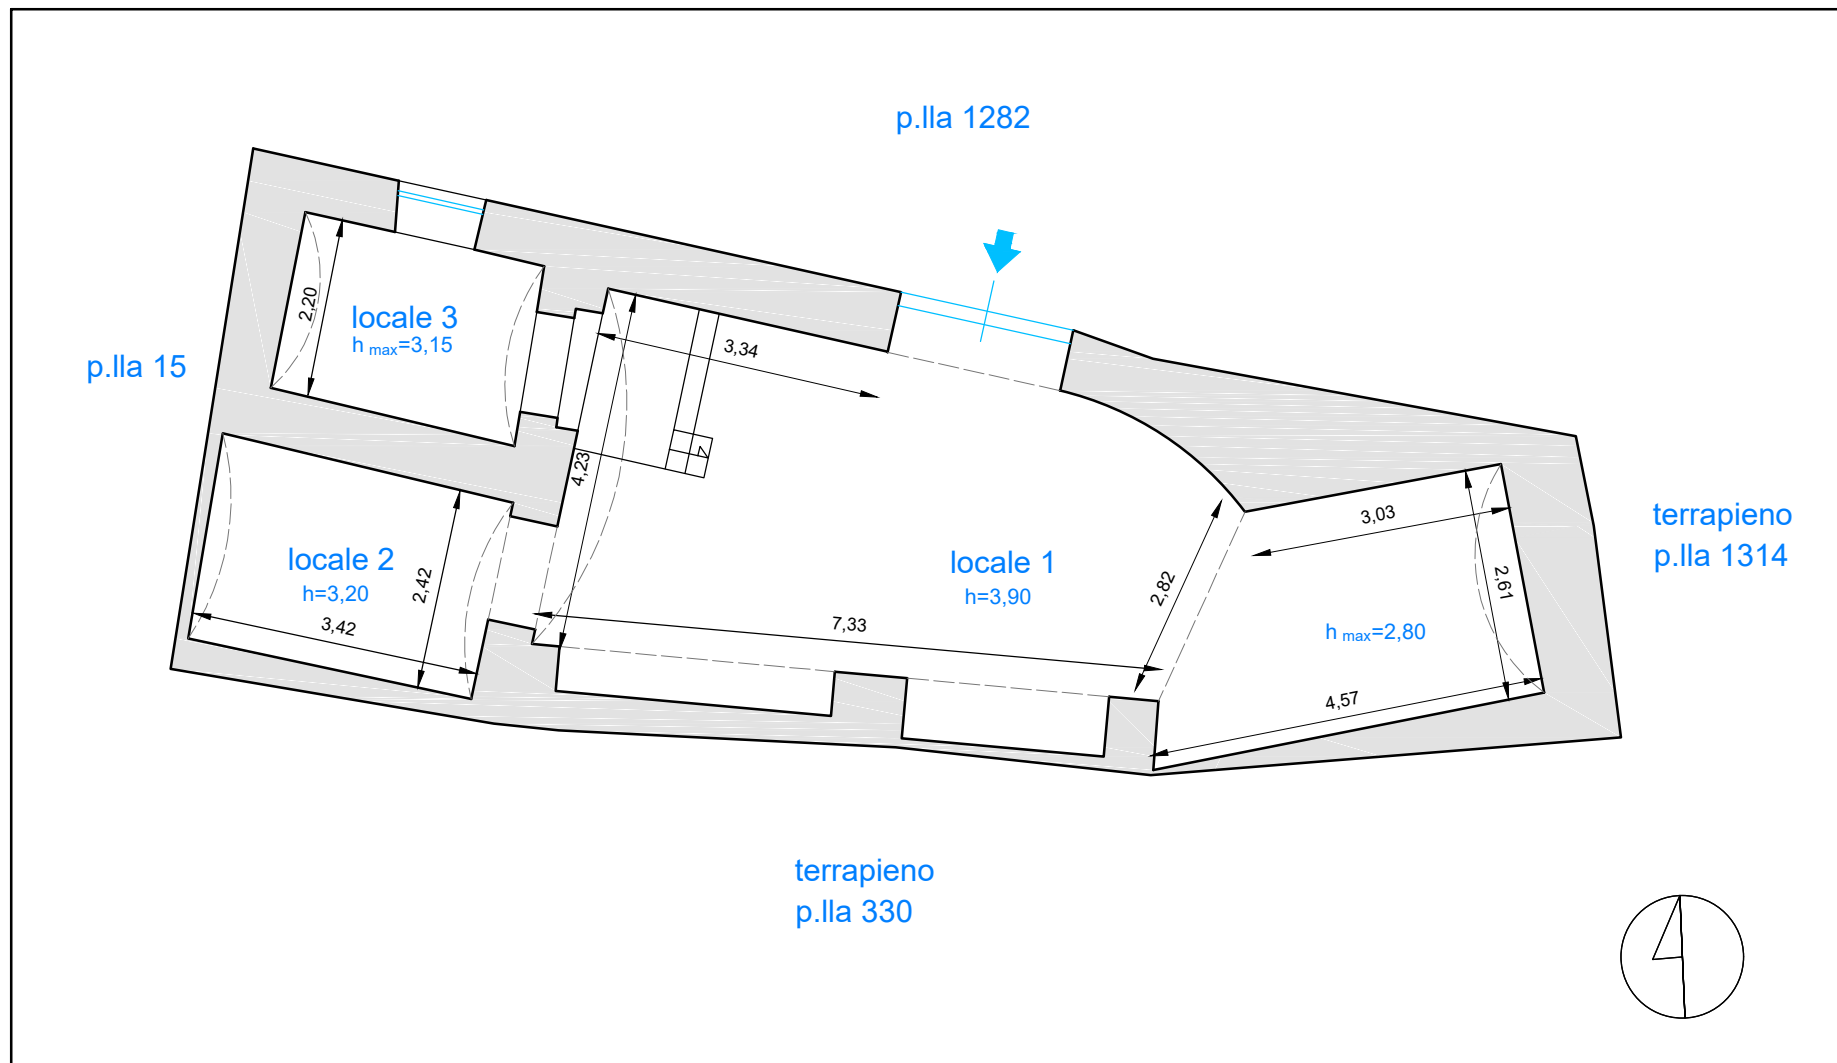 p.lla 1282
locale 3
h max=3,15
2,20
3,34
p.lla 15
4,23
locale 2
h=3,20
2,42
3,42
locale 1
h=3,90
7,33
2,82
3,03
2,61
h max=2,80
4,57
terrapieno
p.lla 1314
terrapieno
p.lla 330